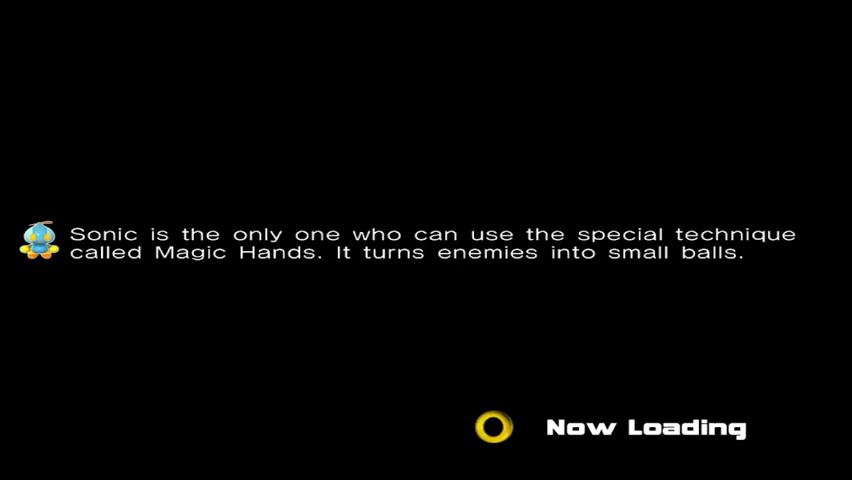 Sonic is the only one who can use the special technique
called Magic Hands. It turns enemies into small balls.
Now Loading